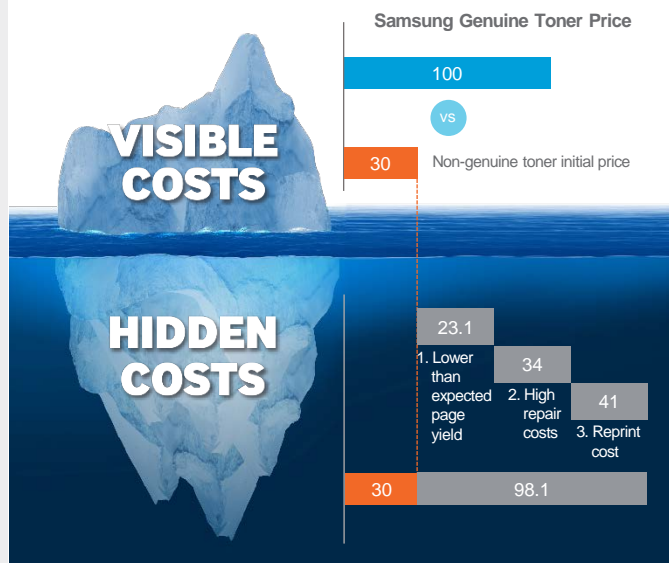 Samsung Genuine Toner Price
100
vs
30
Non-genuine toner initial price
VISIBLE
COSTS
HIDDEN
COSTS
23.1
1. Lower
than
expected
page
yield
34
2. High
repair
costs
41
3. Reprint
cost
30
98.1